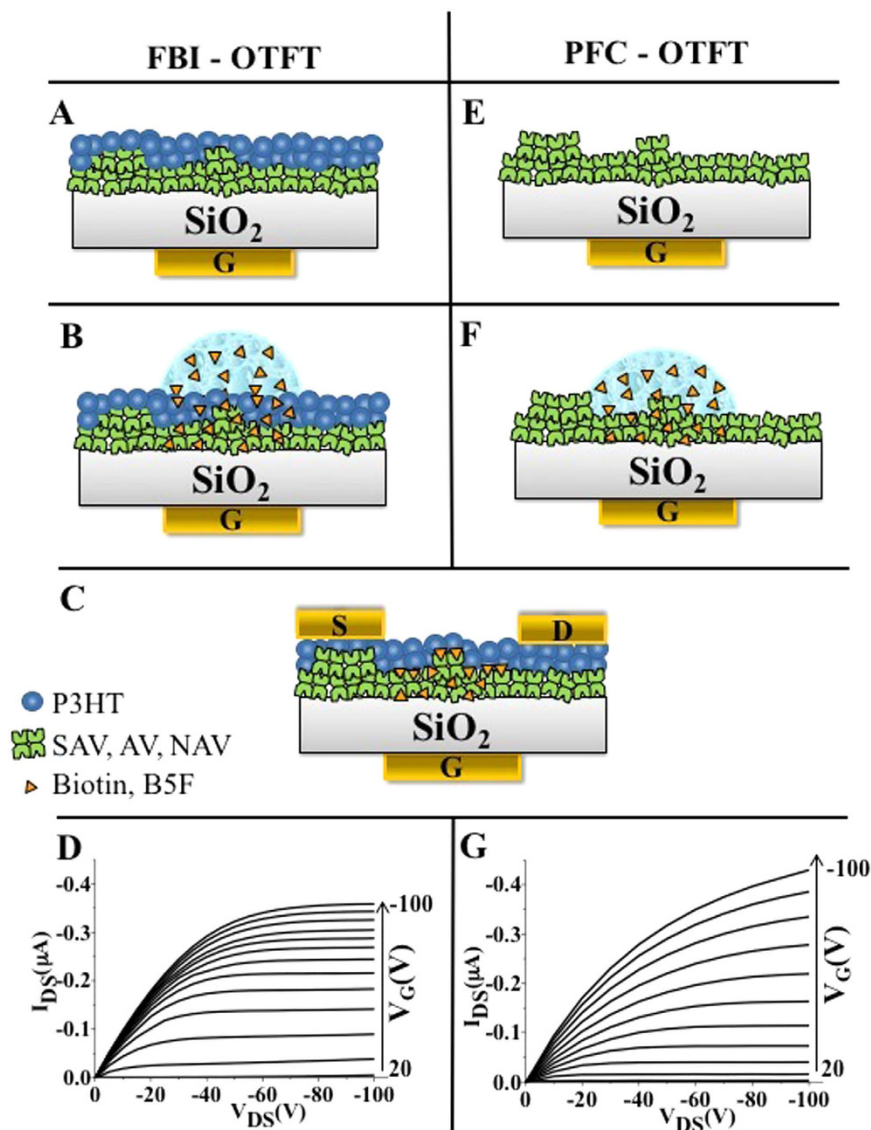 FBI - OTFT
PFC - OTFT
A
SiO2
G
E
SiO2
G
B
SiO2
G
F
SiO2
G
C
S
D
SiO2
G
P3HT
SAV, AV, NAV
Biotin, B5F
D
-0.4
-0.3
-0.2
-0.1
0.0
IDS(µA)
0
-20
-40
-60
-80
-100
VDS(V)
-100
VG(V)
20
G
-0.4
-0.3
-0.2
-0.1
0.0
IDS(µA)
0
-20
-40
-60
-80
-100
VDS(V)
-100
VG(V)
20